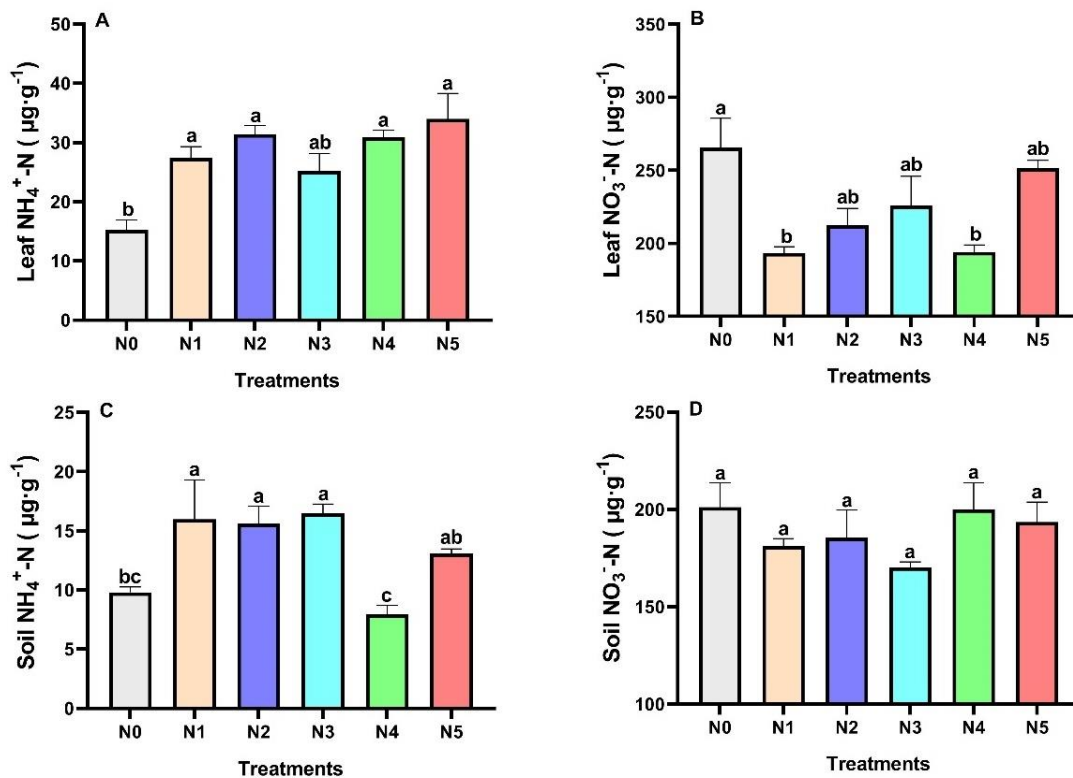 A
Leaf NH₄⁺-N ( µg·g⁻¹)
50
40
30
20
10
0
b
a
a
ab
a
a
N0 N1 N2 N3 N4 N5
Treatments
B
Leaf NO₃⁻-N ( µg·g⁻¹)
350
300
250
200
150
a
b
ab
ab
b
ab
N0 N1 N2 N3 N4 N5
Treatments
C
Soil NH₄⁺-N ( µg·g⁻¹)
25
20
15
10
5
0
bc
a
a
a
c
ab
N0 N1 N2 N3 N4 N5
Treatments
D
Soil NO₃⁻-N ( µg·g⁻¹)
250
200
150
100
a
a
a
a
a
a
N0 N1 N2 N3 N4 N5
Treatments